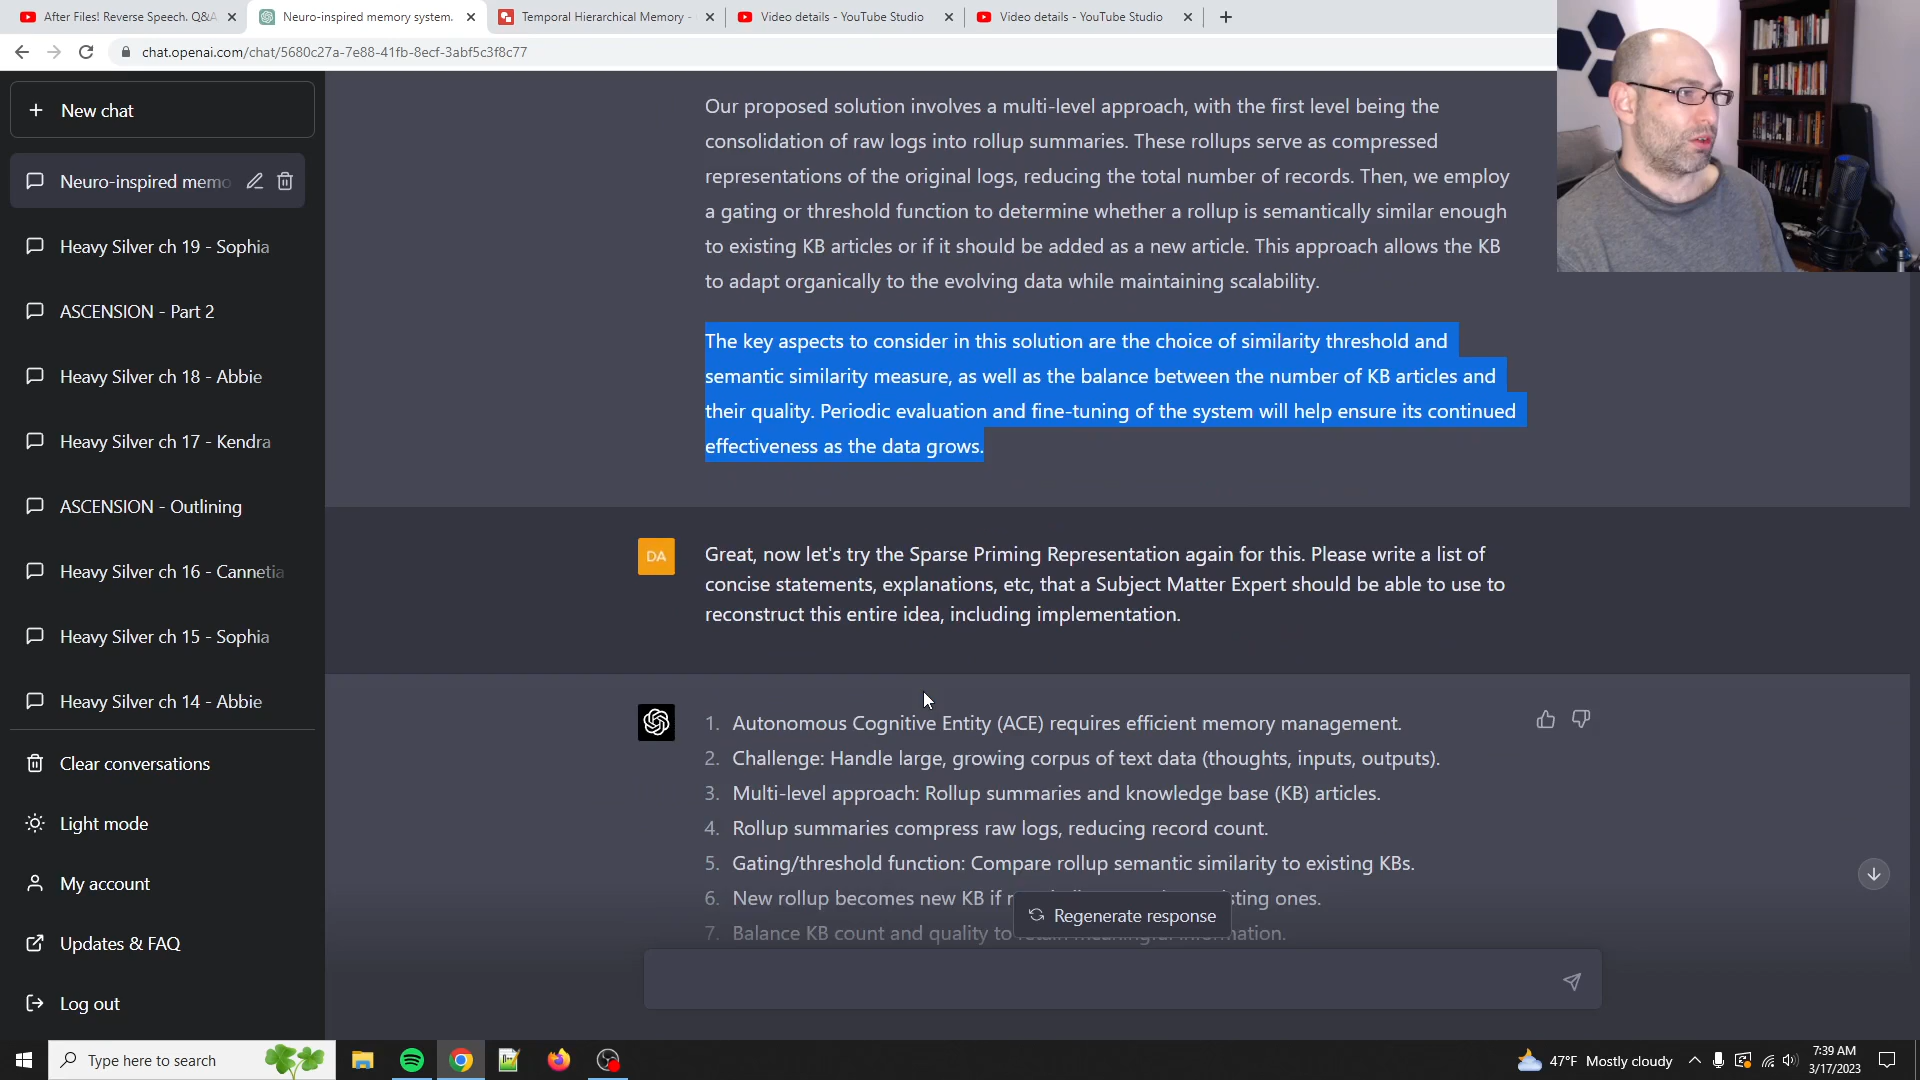 After Files! Reverse Speech. Q&A
Neuro-inspired memory system.
Temporal Hierarchical Memory -
Video details - YouTube Studio
Video details - YouTube Studio
chat.openai.com/chat/5680c27a-7e88-41fb-8ecf-3abf5c3f8c77
New chat
Neuro-inspired memo
Heavy Silver ch 19 - Sophia
ASCENSION - Part 2
Heavy Silver ch 18 - Abbie
Heavy Silver ch 17 - Kendra
ASCENSION - Outlining
Heavy Silver ch 16 - Cannetia
Heavy Silver ch 15 - Sophia
Heavy Silver ch 14 - Abbie
Clear conversations
Light mode
My account
Updates & FAQ
Log out
Our proposed solution involves a multi-level approach, with the first level being the
consolidation of raw logs into rollup summaries. These rollups serve as compressed
representations of the original logs, reducing the total number of records. Then, we employ
a gating or threshold function to determine whether a rollup is semantically similar enough
to existing KB articles or if it should be added as a new article. This approach allows the KB
to adapt organically to the evolving data while maintaining scalability.
The key aspects to consider in this solution are the choice of similarity threshold and
semantic similarity measure, as well as the balance between the number of KB articles and
their quality. Periodic evaluation and fine-tuning of the system will help ensure its continued
effectiveness as the data grows.
DA
Great, now let's try the Sparse Priming Representation again for this. Please write a list of
concise statements, explanations, etc, that a Subject Matter Expert should be able to use to
reconstruct this entire idea, including implementation.
1. Autonomous Cognitive Entity (ACE) requires efficient memory management.
2. Challenge: Handle large, growing corpus of text data (thoughts, inputs, outputs).
3. Multi-level approach: Rollup summaries and knowledge base (KB) articles.
4. Rollup summaries compress raw logs, reducing record count.
5. Gating/threshold function: Compare rollup semantic similarity to existing KBs.
6. New rollup becomes new KB if ones.
Regenerate response
7. Balance KB count and quality to
Type here to search
47°F Mostly cloudy
7:39 AM
3/17/2023